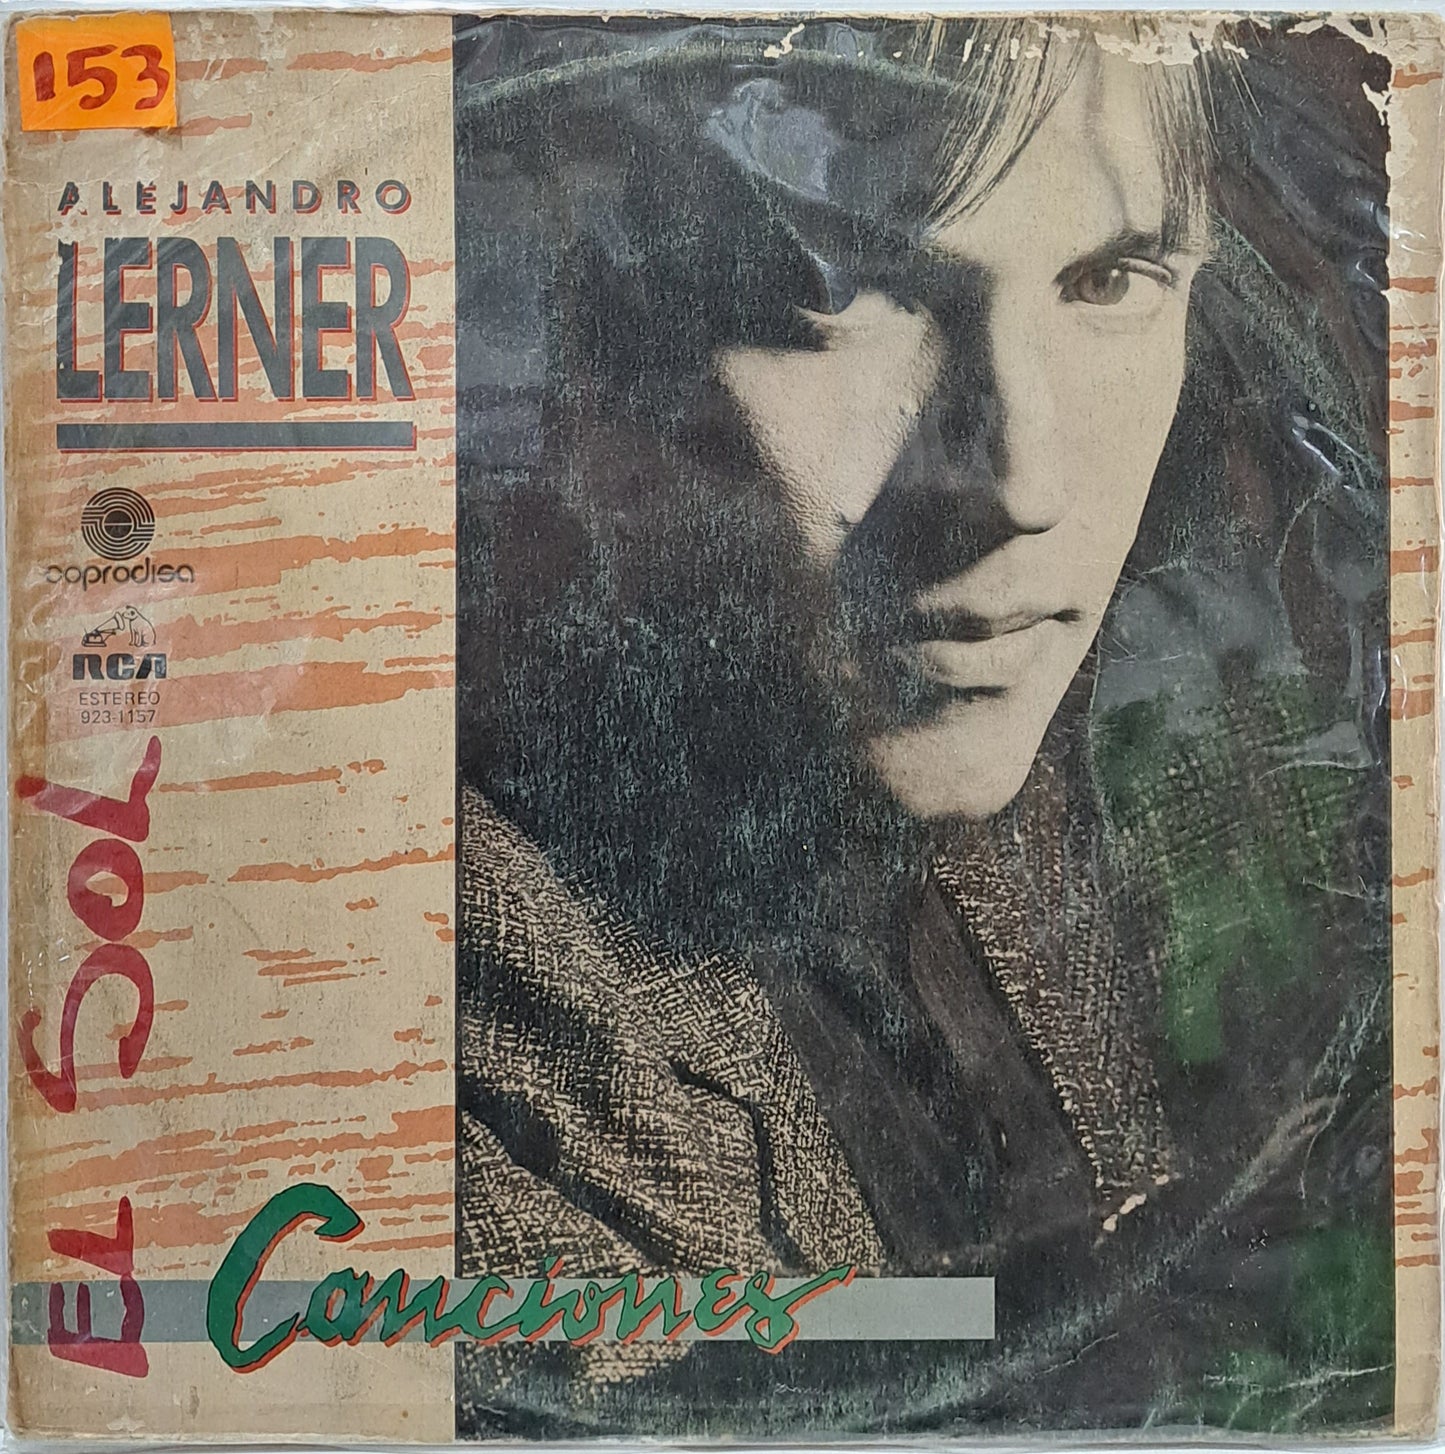 153
ALEJANDRO
LERNER
coprodisa
RCA
ESTEREO
923-1157
EL SOL
Canciones